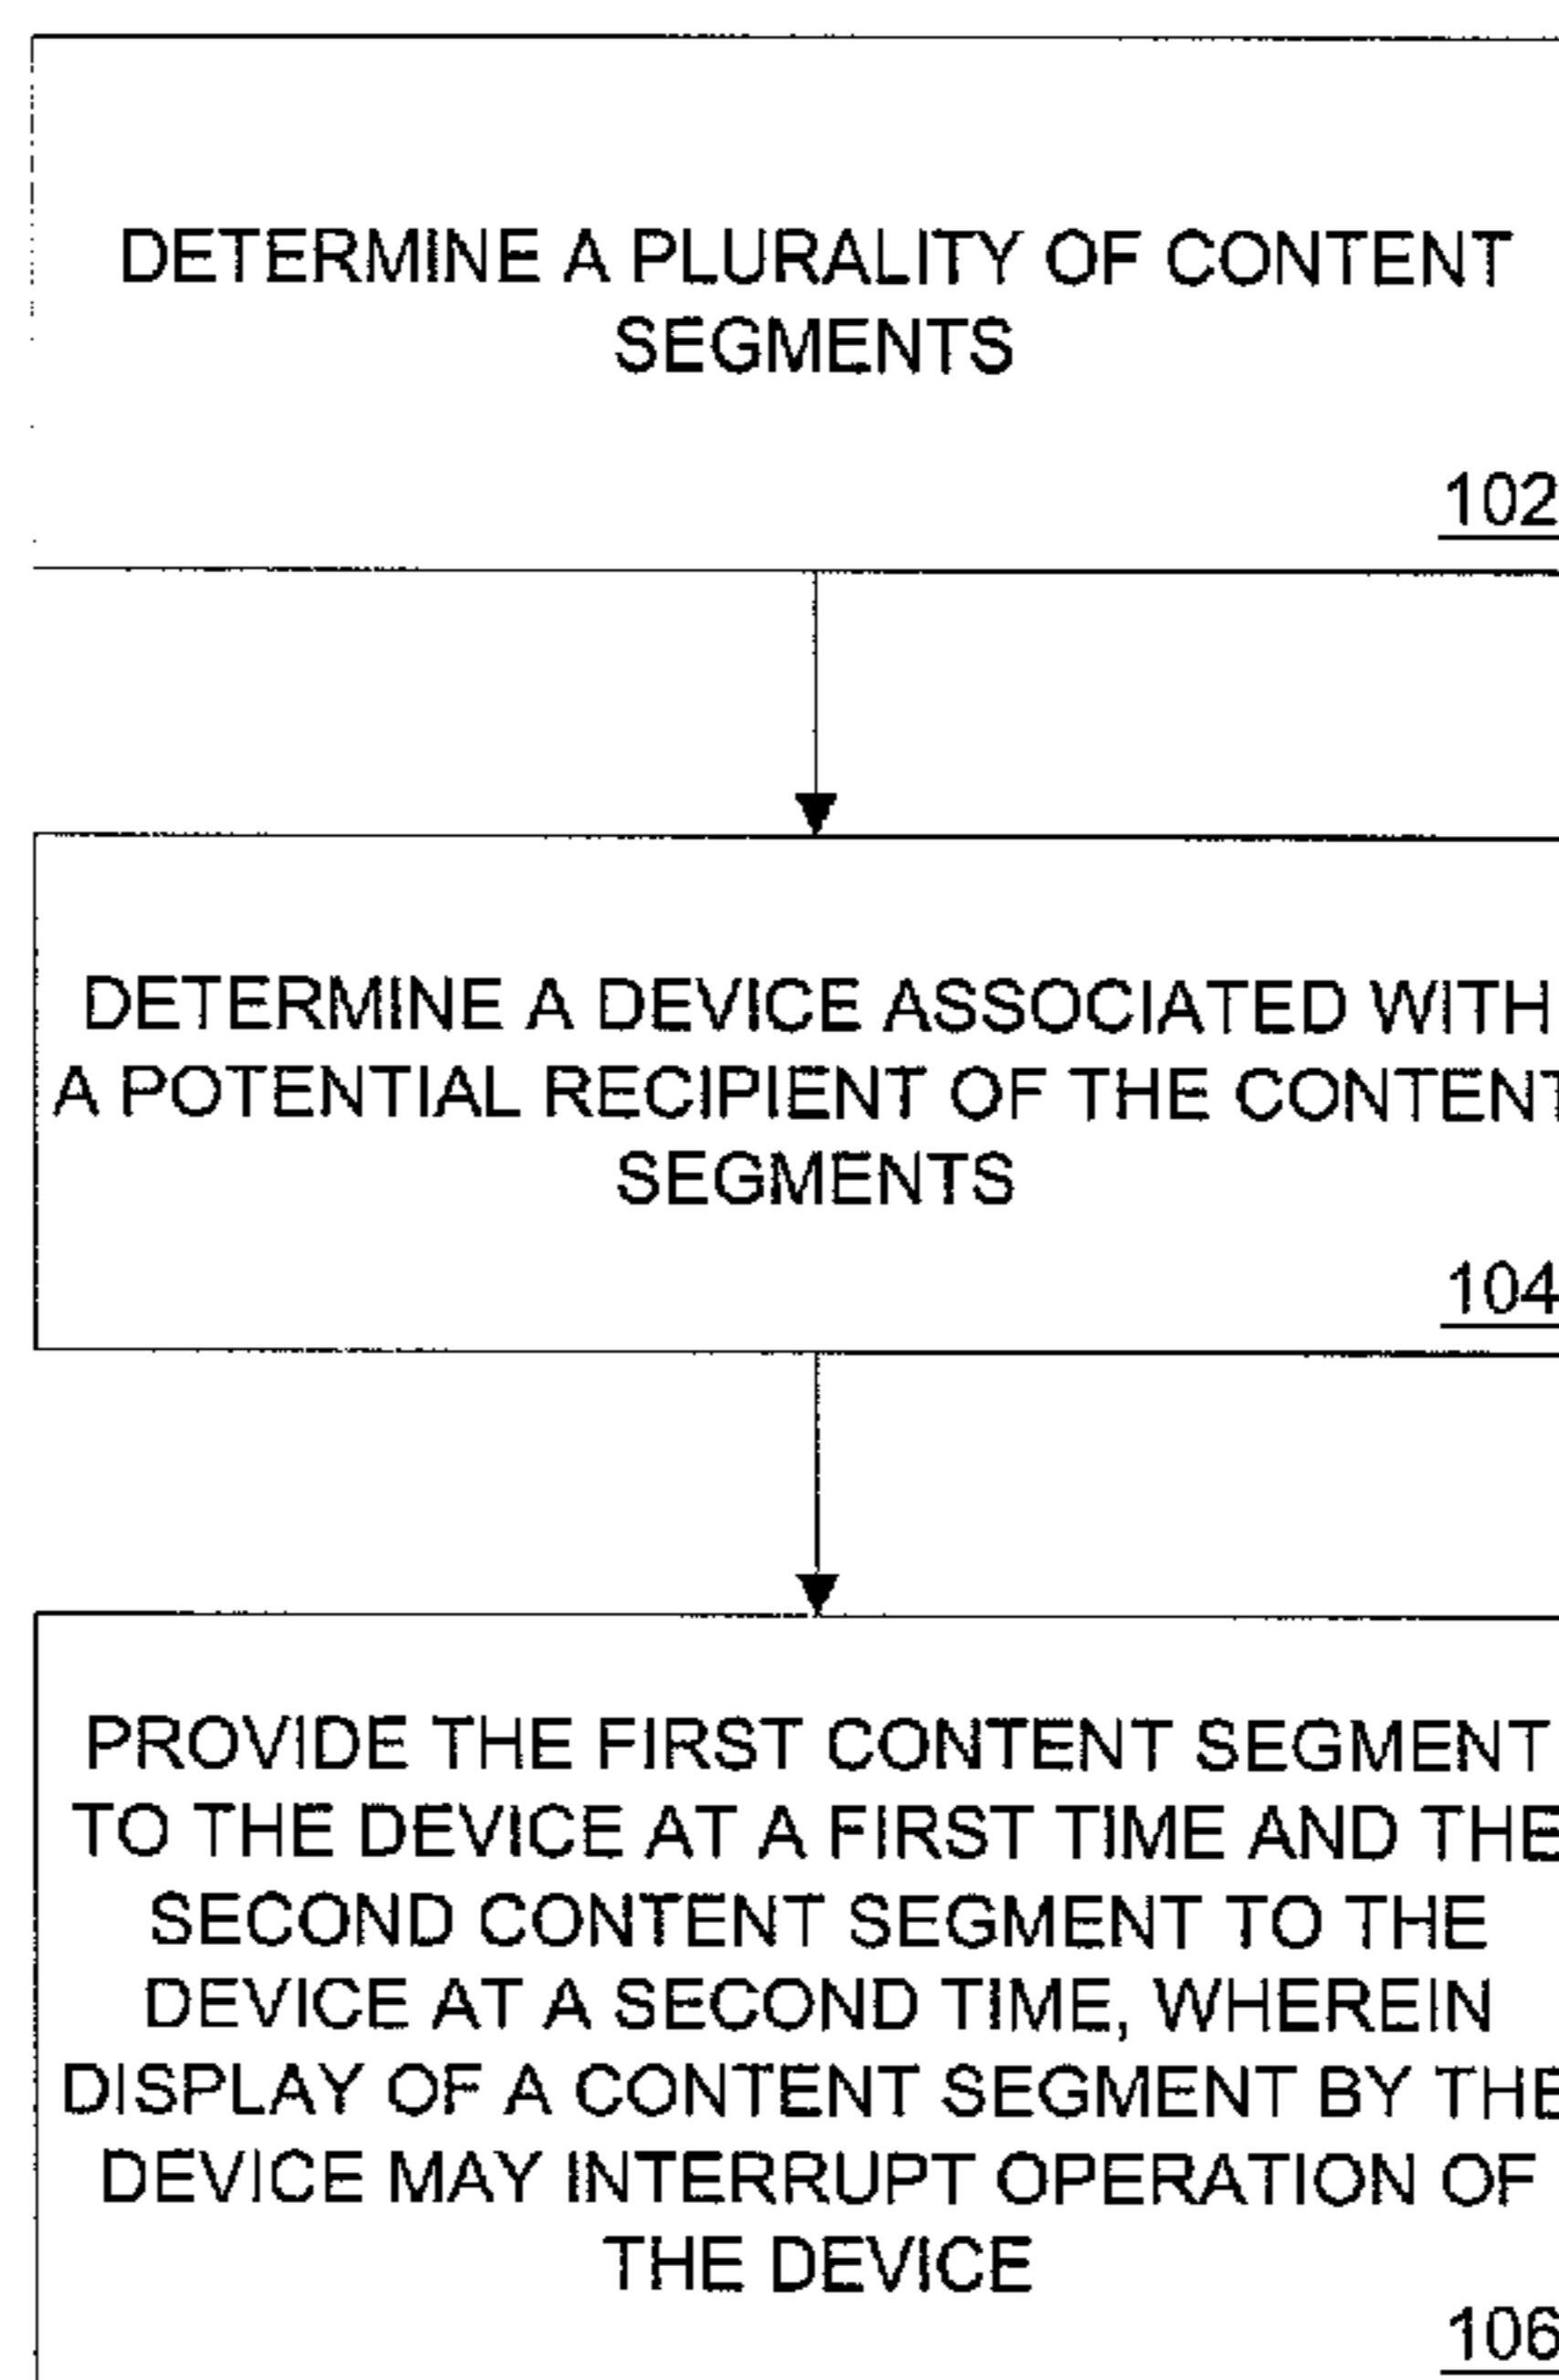 DETERMINE A PLURALITY OF CONTENT
SEGMENTS
102
DETERMINE A DEVICE ASSOCIATED WITH
A POTENTIAL RECIPIENT OF THE CONTENT
SEGMENTS
104
PROVIDE THE FIRST CONTENT SEGMENT
TO THE DEVICE AT A FIRST TIME AND THE
SECOND CONTENT SEGMENT TO THE
DEVICE AT A SECOND TIME, WHEREIN
DISPLAY OF A CONTENT SEGMENT BY THE
DEVICE MAY INTERRUPT OPERATION OF
THE DEVICE
106